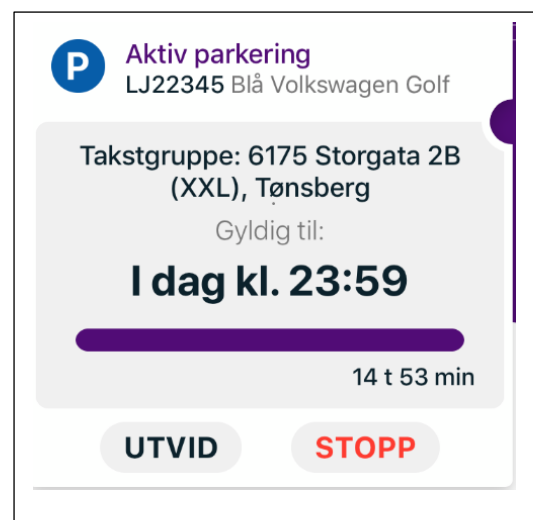 P
Aktiv parkering
LJ22345 Blå Volkswagen Golf
Takstgruppe: 6175 Storgata 2B
(XXL), Tønsberg
Gyldig til:
I dag kl. 23:59
14 t 53 min
UTVID STOPP